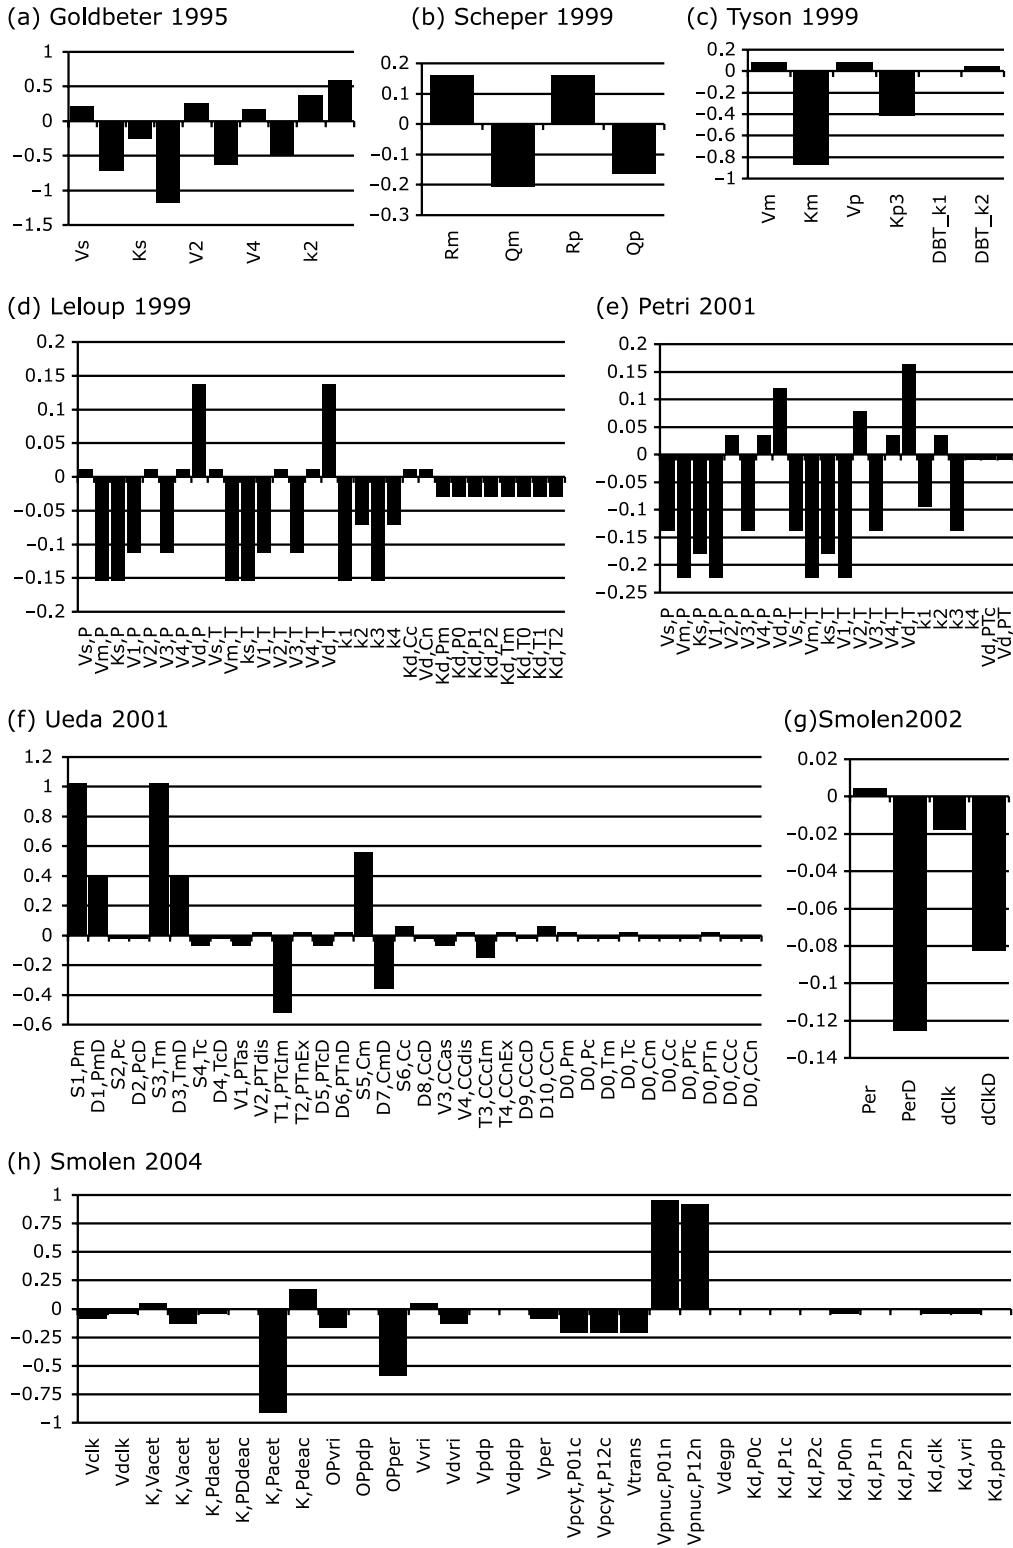 (a) Goldbeter 1995
1
0.5
0
−0.5
−1
−1.5
Vs
Ks
V2
V4
k2
(b) Scheper 1999
0.2
0.1
0
−0.1
−0.2
−0.3
Rm
Qm
Rp
Qp
(c) Tyson 1999
0.2
0
−0.2
−0.4
−0.6
−0.8
−1
Vm
Km
Vp
Kp3
DBT_k1
DBT_k2
(d) Leloup 1999
0.2
0.15
0.1
0.05
0
−0.05
−0.1
−0.15
−0.2
Vs,P
Vm,P
Ks,P
V1,P
V2,P
V3,P
V4,P
Vd,P
Vs,T
Vm,T
ks,T
V1,T
V2,T
V3,T
V4,T
Vd,T
k1
k2
k3
k4
Kd,Cc
Vd,Cn
Kd,Pm
Kd,P0
Kd,P1
Kd,P2
Kd,Tm
Kd,T0
Kd,T1
Kd,T2
(e) Petri 2001
0.2
0.15
0.1
0.05
0
−0.05
−0.1
−0.15
−0.2
−0.25
Vs,P
Vm,P
Ks,P
V1,P
V2,P
V3,P
V4,P
Vd,P
Vs,T
Vm,T
ks,T
V1,T
V2,T
V3,T
V4,T
Vd,T
k1
k2
k3
k4
Vd,PTc
Vd,PT
(f) Ueda 2001
1.2
1
0.8
0.6
0.4
0.2
0
−0.2
−0.4
−0.6
S1,Pm
D1,PmD
S2,Pc
D2,PcD
S3,Tm
D3,TmD
S4,Tc
D4,TcD
V1,PTas
V2,PTdis
T1,PTcIm
T2,PTnEx
D5,PTcD
D6,PTnD
S5,Cm
D7,CmD
S6,Cc
D8,CcD
V3,CCas
V4,CCdis
T3,CCcIm
T4,CCnEx
D9,CCcD
D10,CCn
D0,Pm
D0,Pc
D0,Tm
D0,Tc
D0,Cm
D0,Cc
D0,PTc
D0,PTn
D0,CCc
D0,CCn
(g)Smolen2002
0.02
0
−0.02
−0.04
−0.06
−0.08
−0.1
−0.12
−0.14
Per
PerD
dClk
dClkD
(h) Smolen 2004
1
0.75
0.5
0.25
0
−0.25
−0.5
−0.75
−1
Vclk
Vdclk
K,Vacet
K,Vacet
K,Pdacet
K,PDdeac
K,Pacet
K,Pdeac
OPvri
OPpdp
OPper
Vvri
Vdvri
Vpdp
Vdpdp
Vper
Vpcyt,P01c
Vpcyt,P12c
Vtrans
Vpnuc,P01n
Vpnuc,P12n
Vdegp
Kd,P0c
Kd,P1c
Kd,P2c
Kd,P0n
Kd,P1n
Kd,P2n
Kd,clk
Kd,vri
Kd,pdp